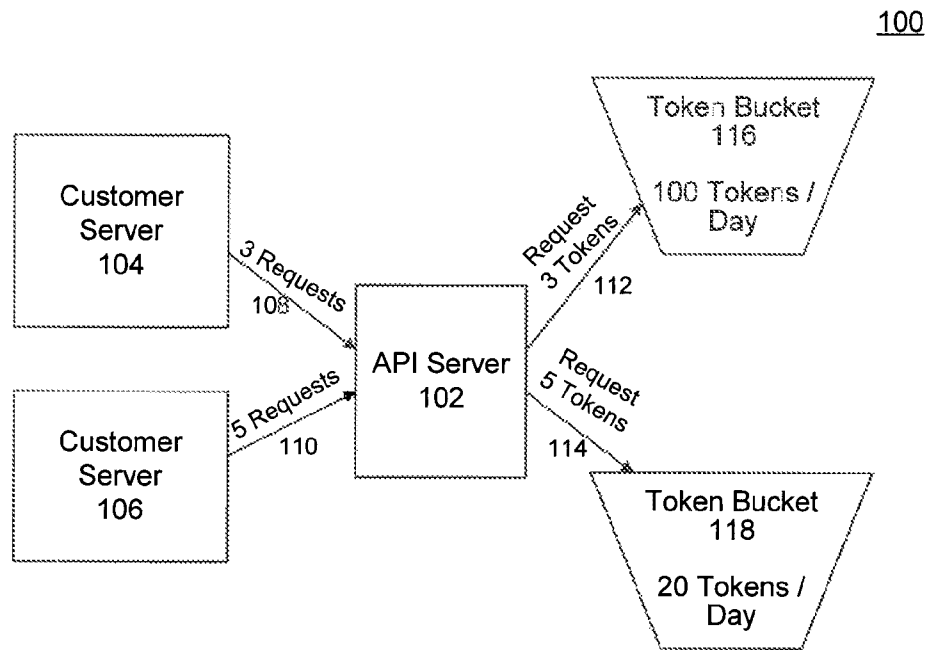 100
Token Bucket
116
100 Tokens /
Day
Customer
Server
104
3 Requests
108
Request
3 Tokens
112
API Server
102
Customer
Server
106
5 Requests
110
Request
5 Tokens
114
Token Bucket
118
20 Tokens /
Day